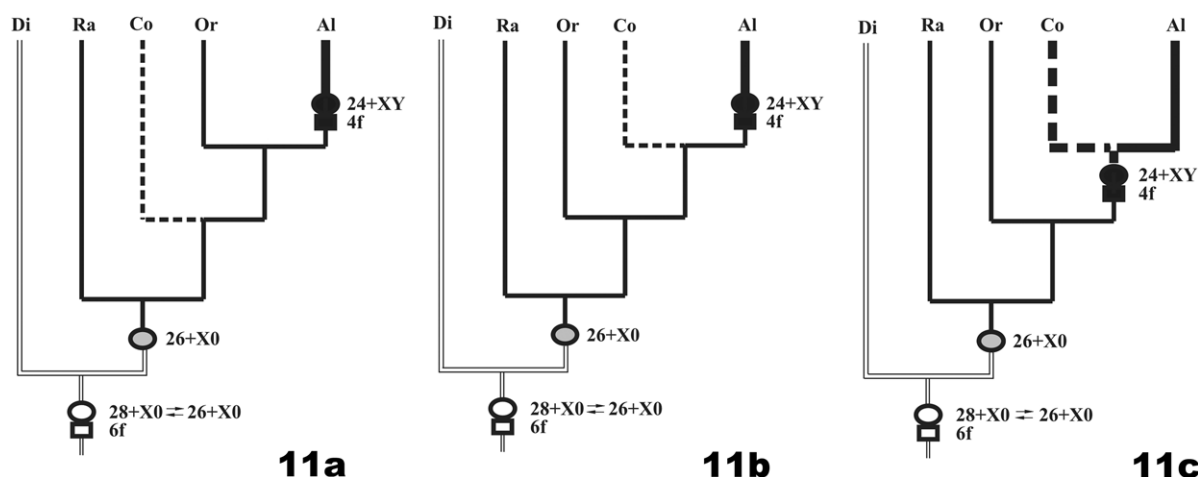 Di Ra Co Or Al
24+XY
4f
26+X0
28+X0 ⇌ 26+X0
6f
11a
Di Ra Or Co Al
24+XY
4f
26+X0
28+X0 ⇌ 26+X0
6f
11b
Di Ra Or Co Al
24+XY
4f
26+X0
28+X0 ⇌ 26+X0
6f
11c